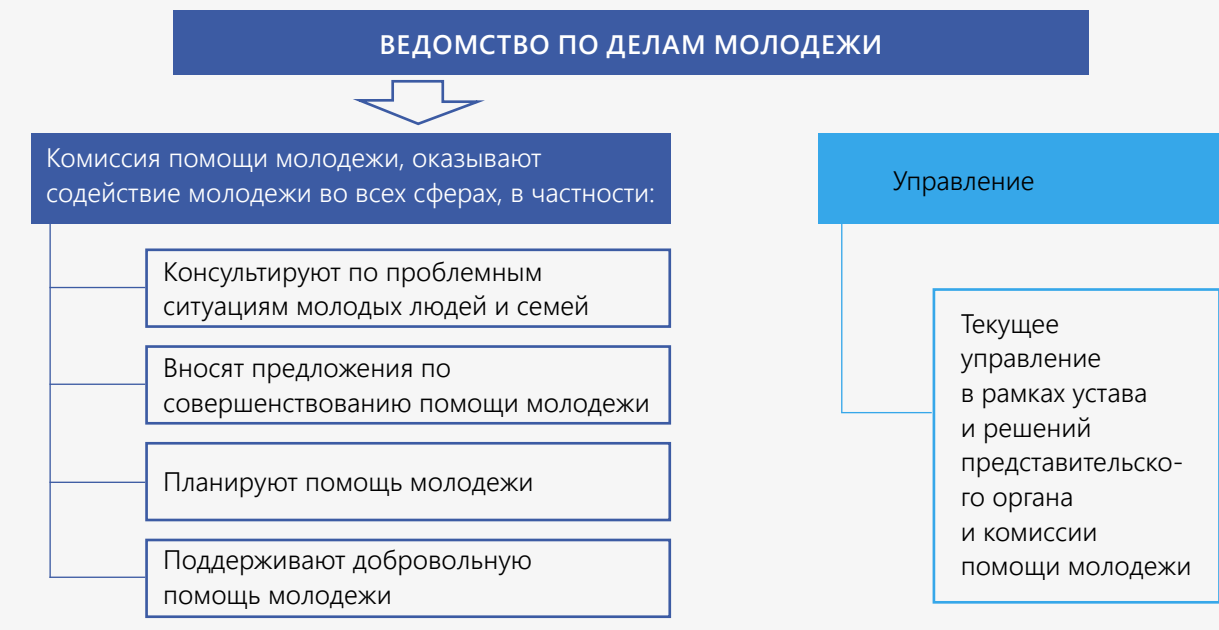 ВЕДОМСТВО ПО ДЕЛАМ МОЛОДЕЖИ
Комиссия помощи молодежи, оказывают
содействие молодежи во всех сферах, в частности:
Консультируют по проблемным
ситуациям молодых людей и семей
Вносят предложения по
совершенствованию помощи молодежи
Планируют помощь молодежи
Поддерживают добровольную
помощь молодежи
Управление
Текущее
управление
в рамках устава
и решений
представительско-
го органа
и комиссии
помощи молодежи